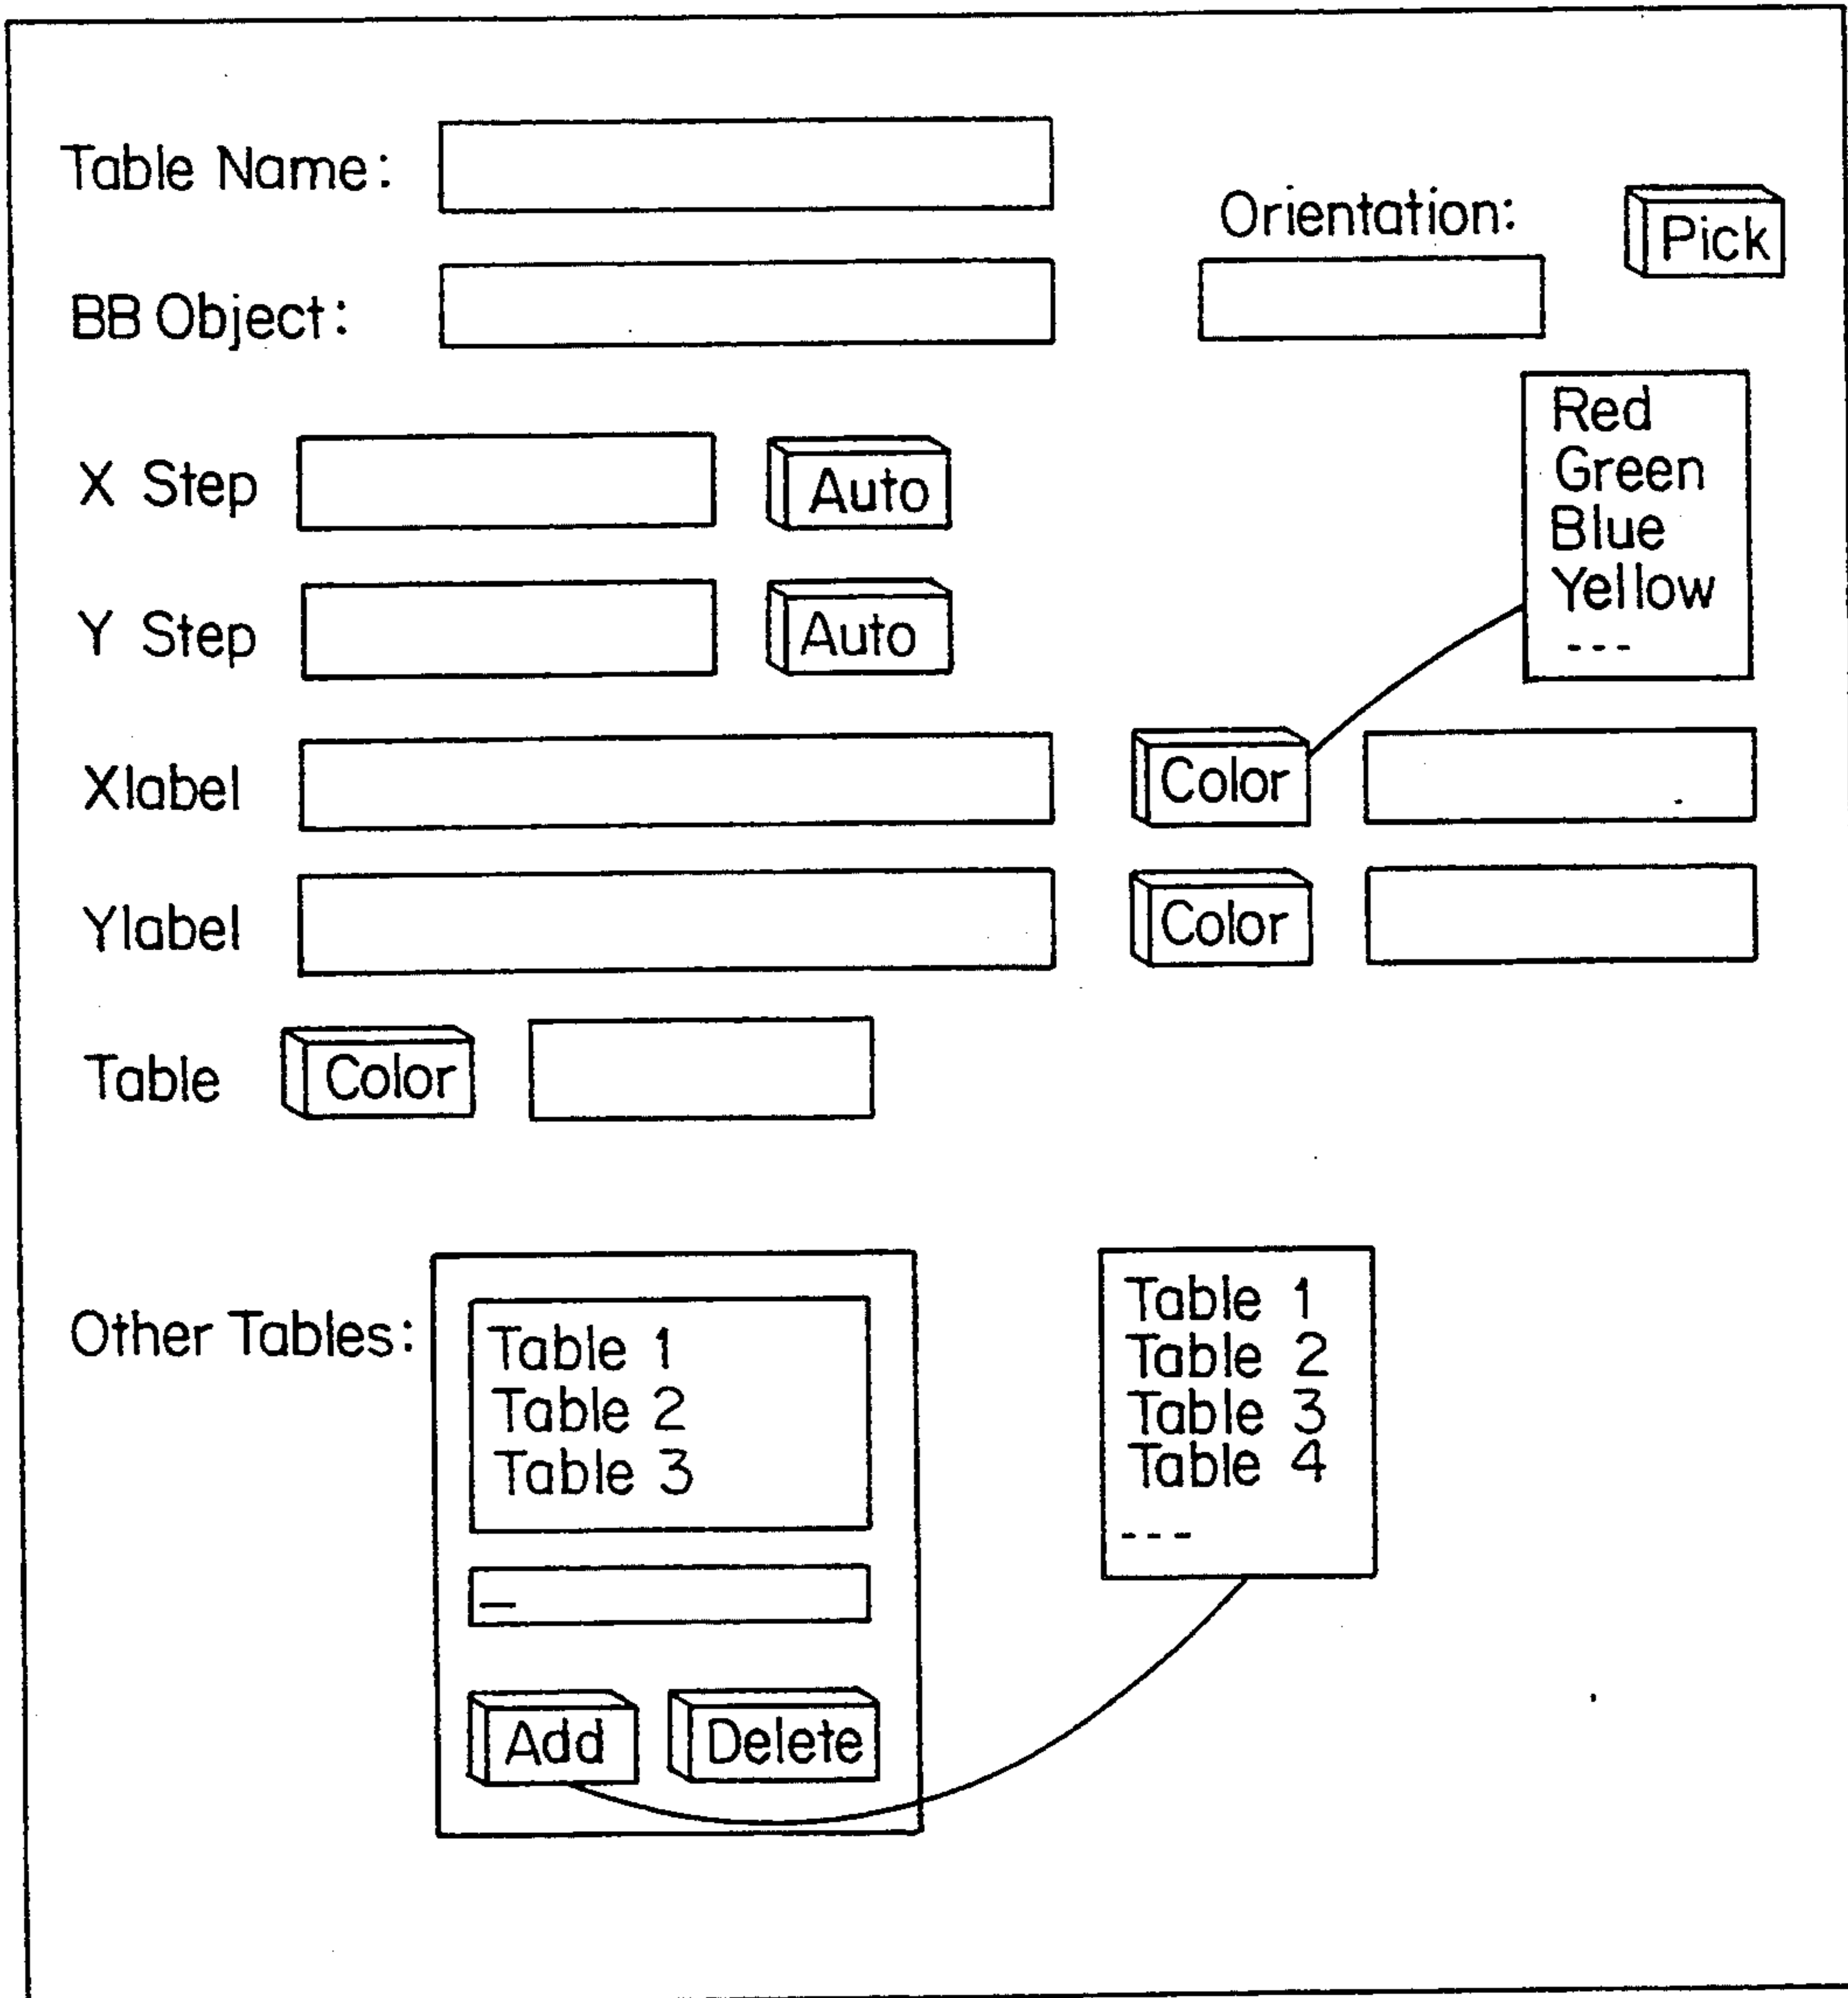 Table Name:
Orientation:
Pick
BB Object:
X Step
Auto
Y Step
Auto
Red
Green
Blue
Yellow
---
Xlabel
Color
Ylabel
Color
Table
Color
Other Tables:
Table 1
Table 2
Table 3
_
Add
Delete
Table 1
Table 2
Table 3
Table 4
---